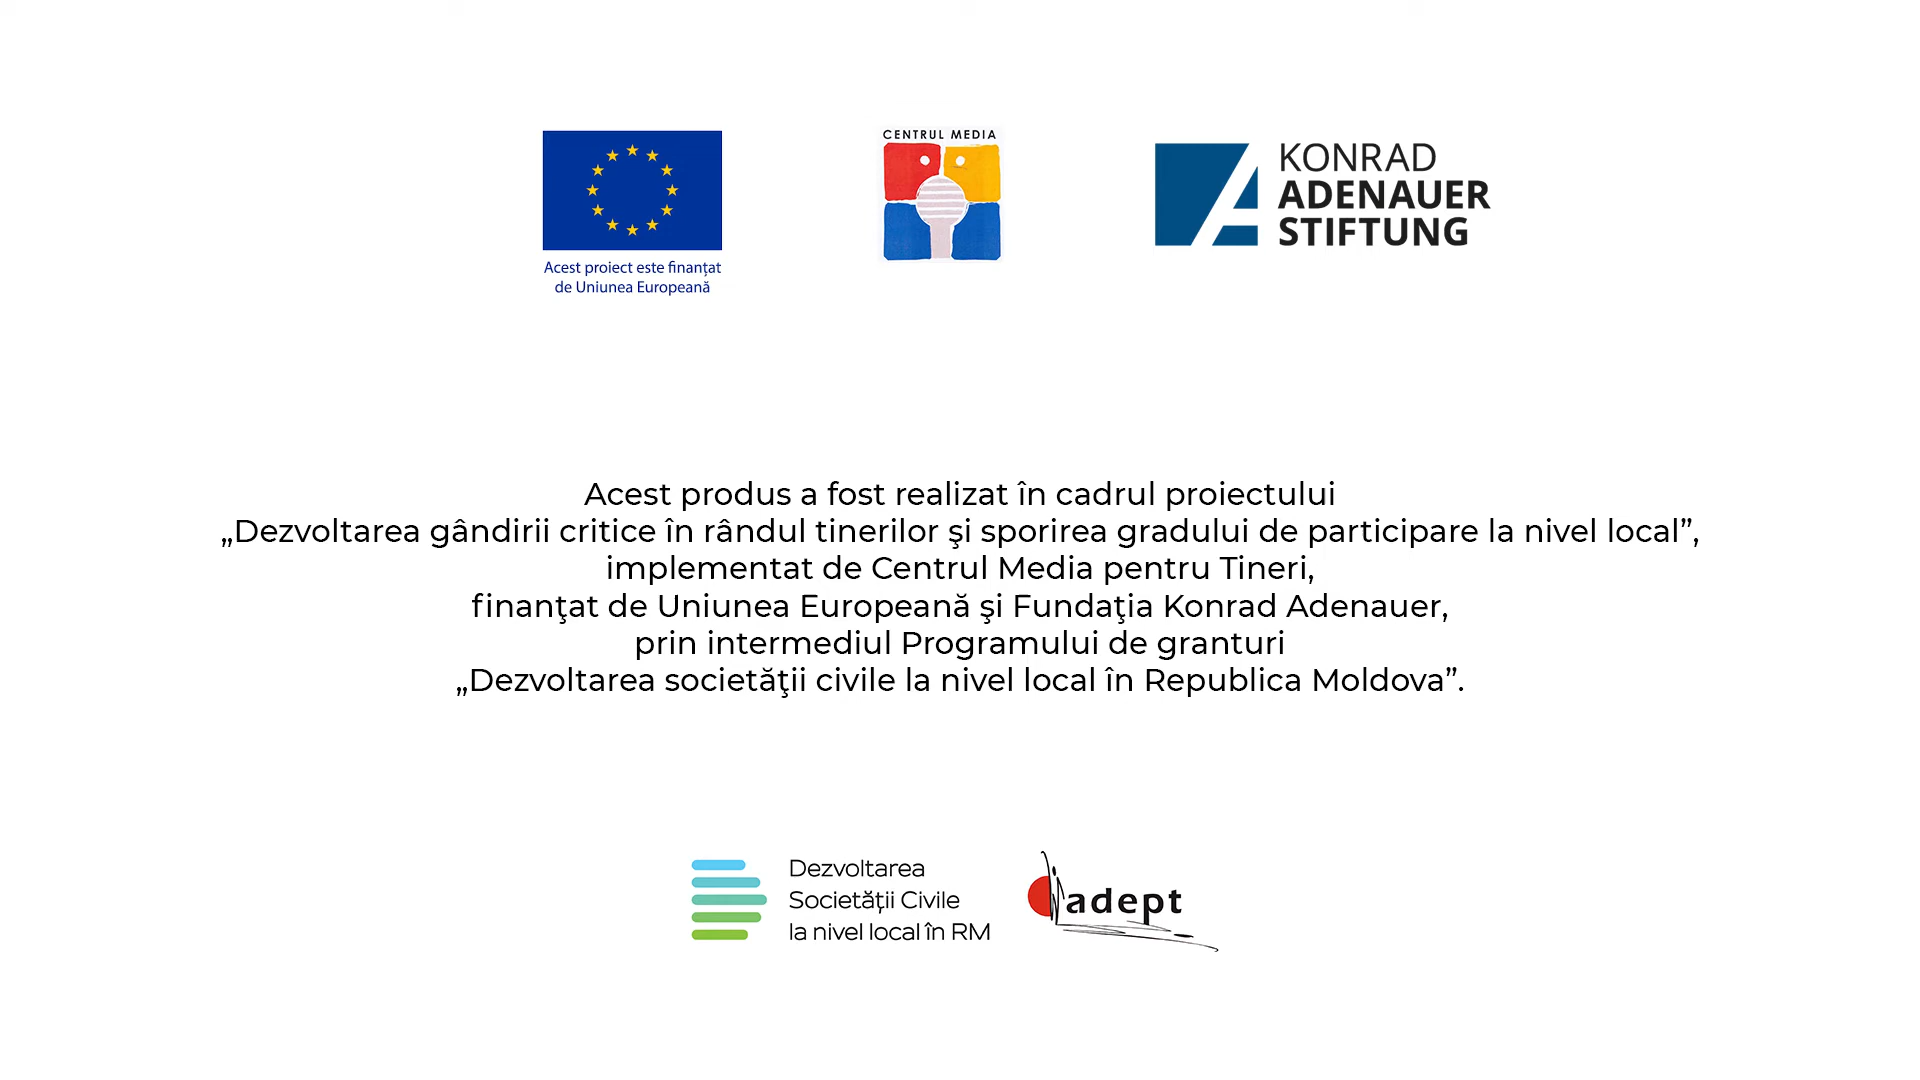 CENTRUL MEDIA
KONRAD
ADENAUER
STIFTUNG
Acest proiect este finanțat
de Uniunea Europeană
Acest produs a fost realizat în cadrul proiectului
„Dezvoltarea gândirii critice în rândul tinerilor şi sporirea gradului de participare la nivel local”,
implementat de Centrul Media pentru Tineri,
finanţat de Uniunea Europeană şi Fundaţia Konrad Adenauer,
prin intermediul Programului de granturi
„Dezvoltarea societăţii civile la nivel local în Republica Moldova”.
Dezvoltarea
Societății Civile
la nivel local în RM
adept